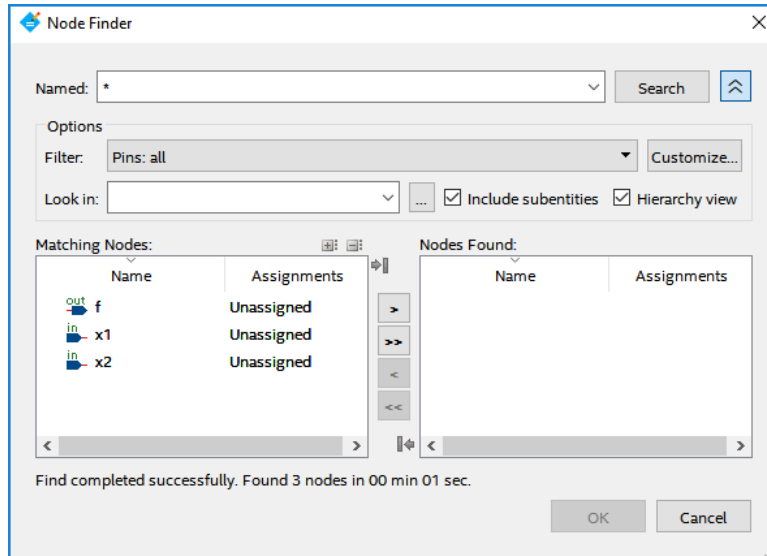 Node Finder
Named: * Search
Options
Filter: Pins: all Customize...
Look in: ... Include subentities Hierarchy view
Matching Nodes: Nodes Found:
Name Assignments Name Assignments
out f Unassigned
in x1 Unassigned
in x2 Unassigned
>
>>
<
<<
Find completed successfully. Found 3 nodes in 00 min 01 sec.
OK Cancel